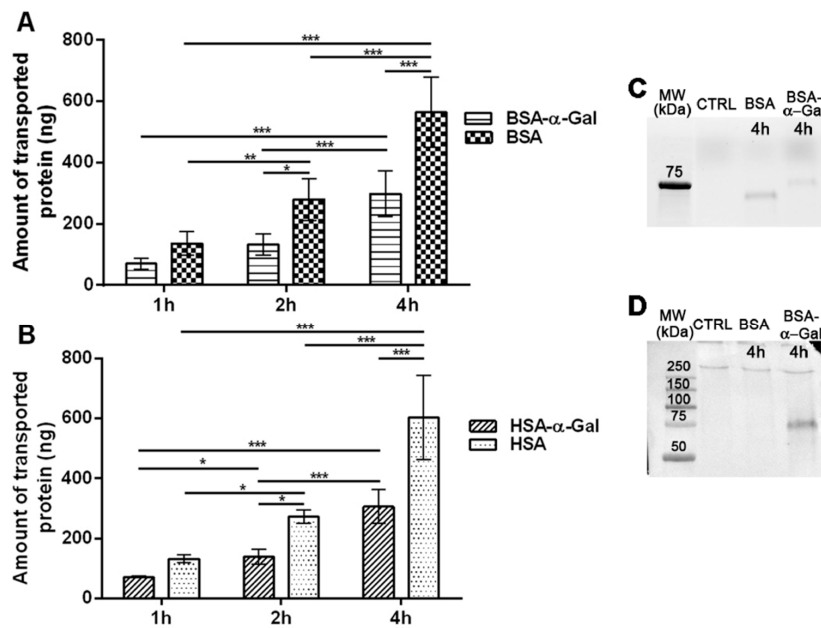 A
Amount of transported
protein (ng)
800
600
400
200
0
***
***
***
***
***
**
*
1h
2h
4h
BSA-α-Gal
BSA
B
Amount of transported
protein (ng)
800
600
400
200
0
***
***
***
***
*
***
*
*
1h
2h
4h
HSA-α-Gal
HSA
C
MW
(kDa)
CTRL
BSA
4h
BSA-
α–Gal
4h
75
D
MW
(kDa)
CTRL
BSA
4h
BSA-
α–Gal
4h
250
150
100
75
50